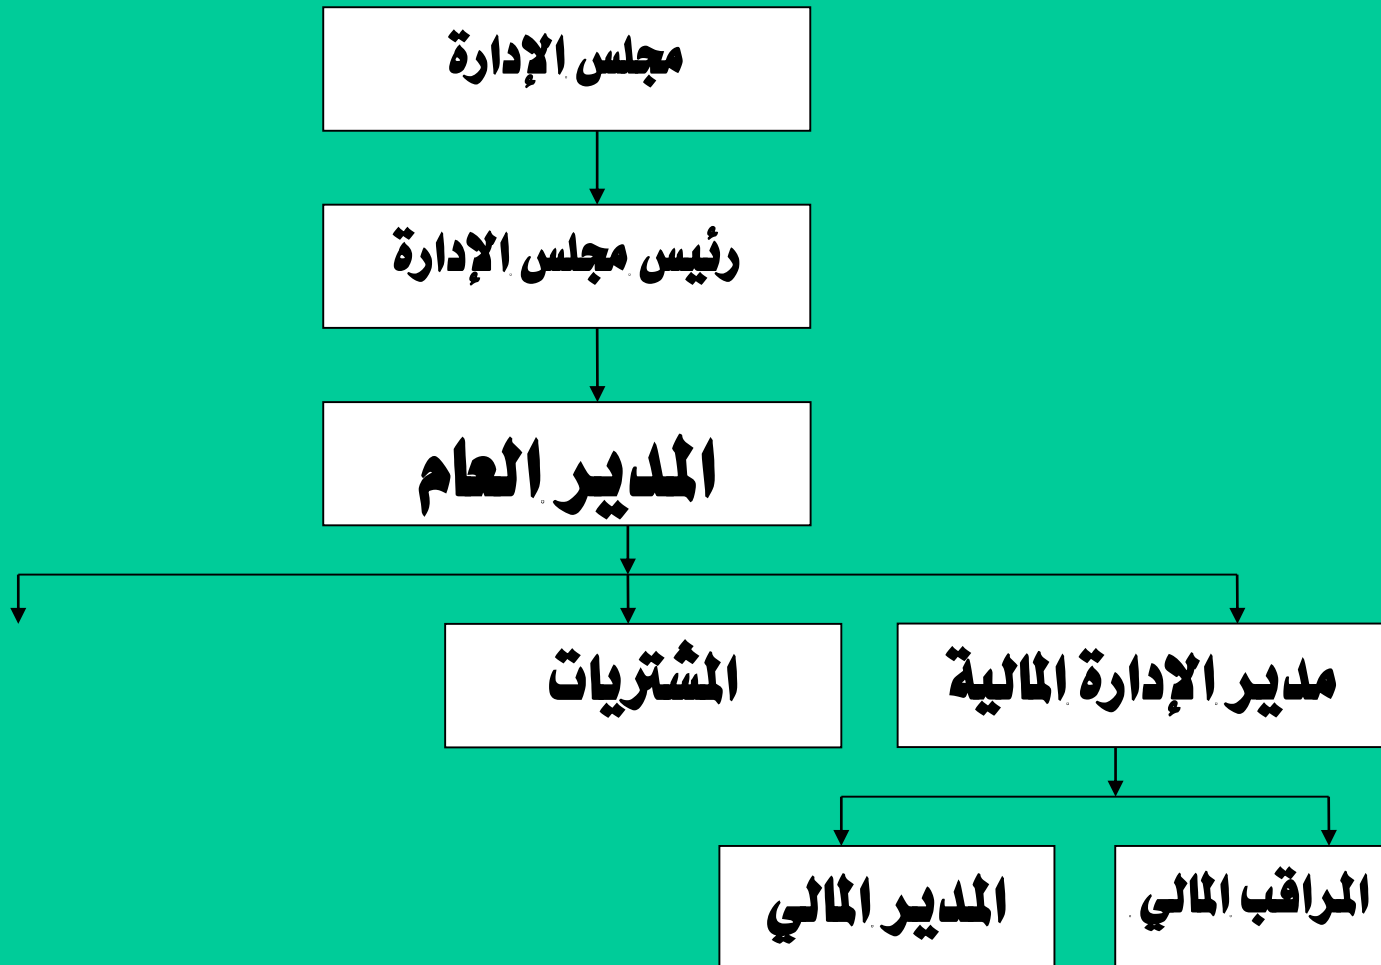 مجلس الإدارة
رئيس مجلس الإدارة
المدير العام
مدير الإدارة المالية
المشتريات
المراقب المالي
المدير المالي